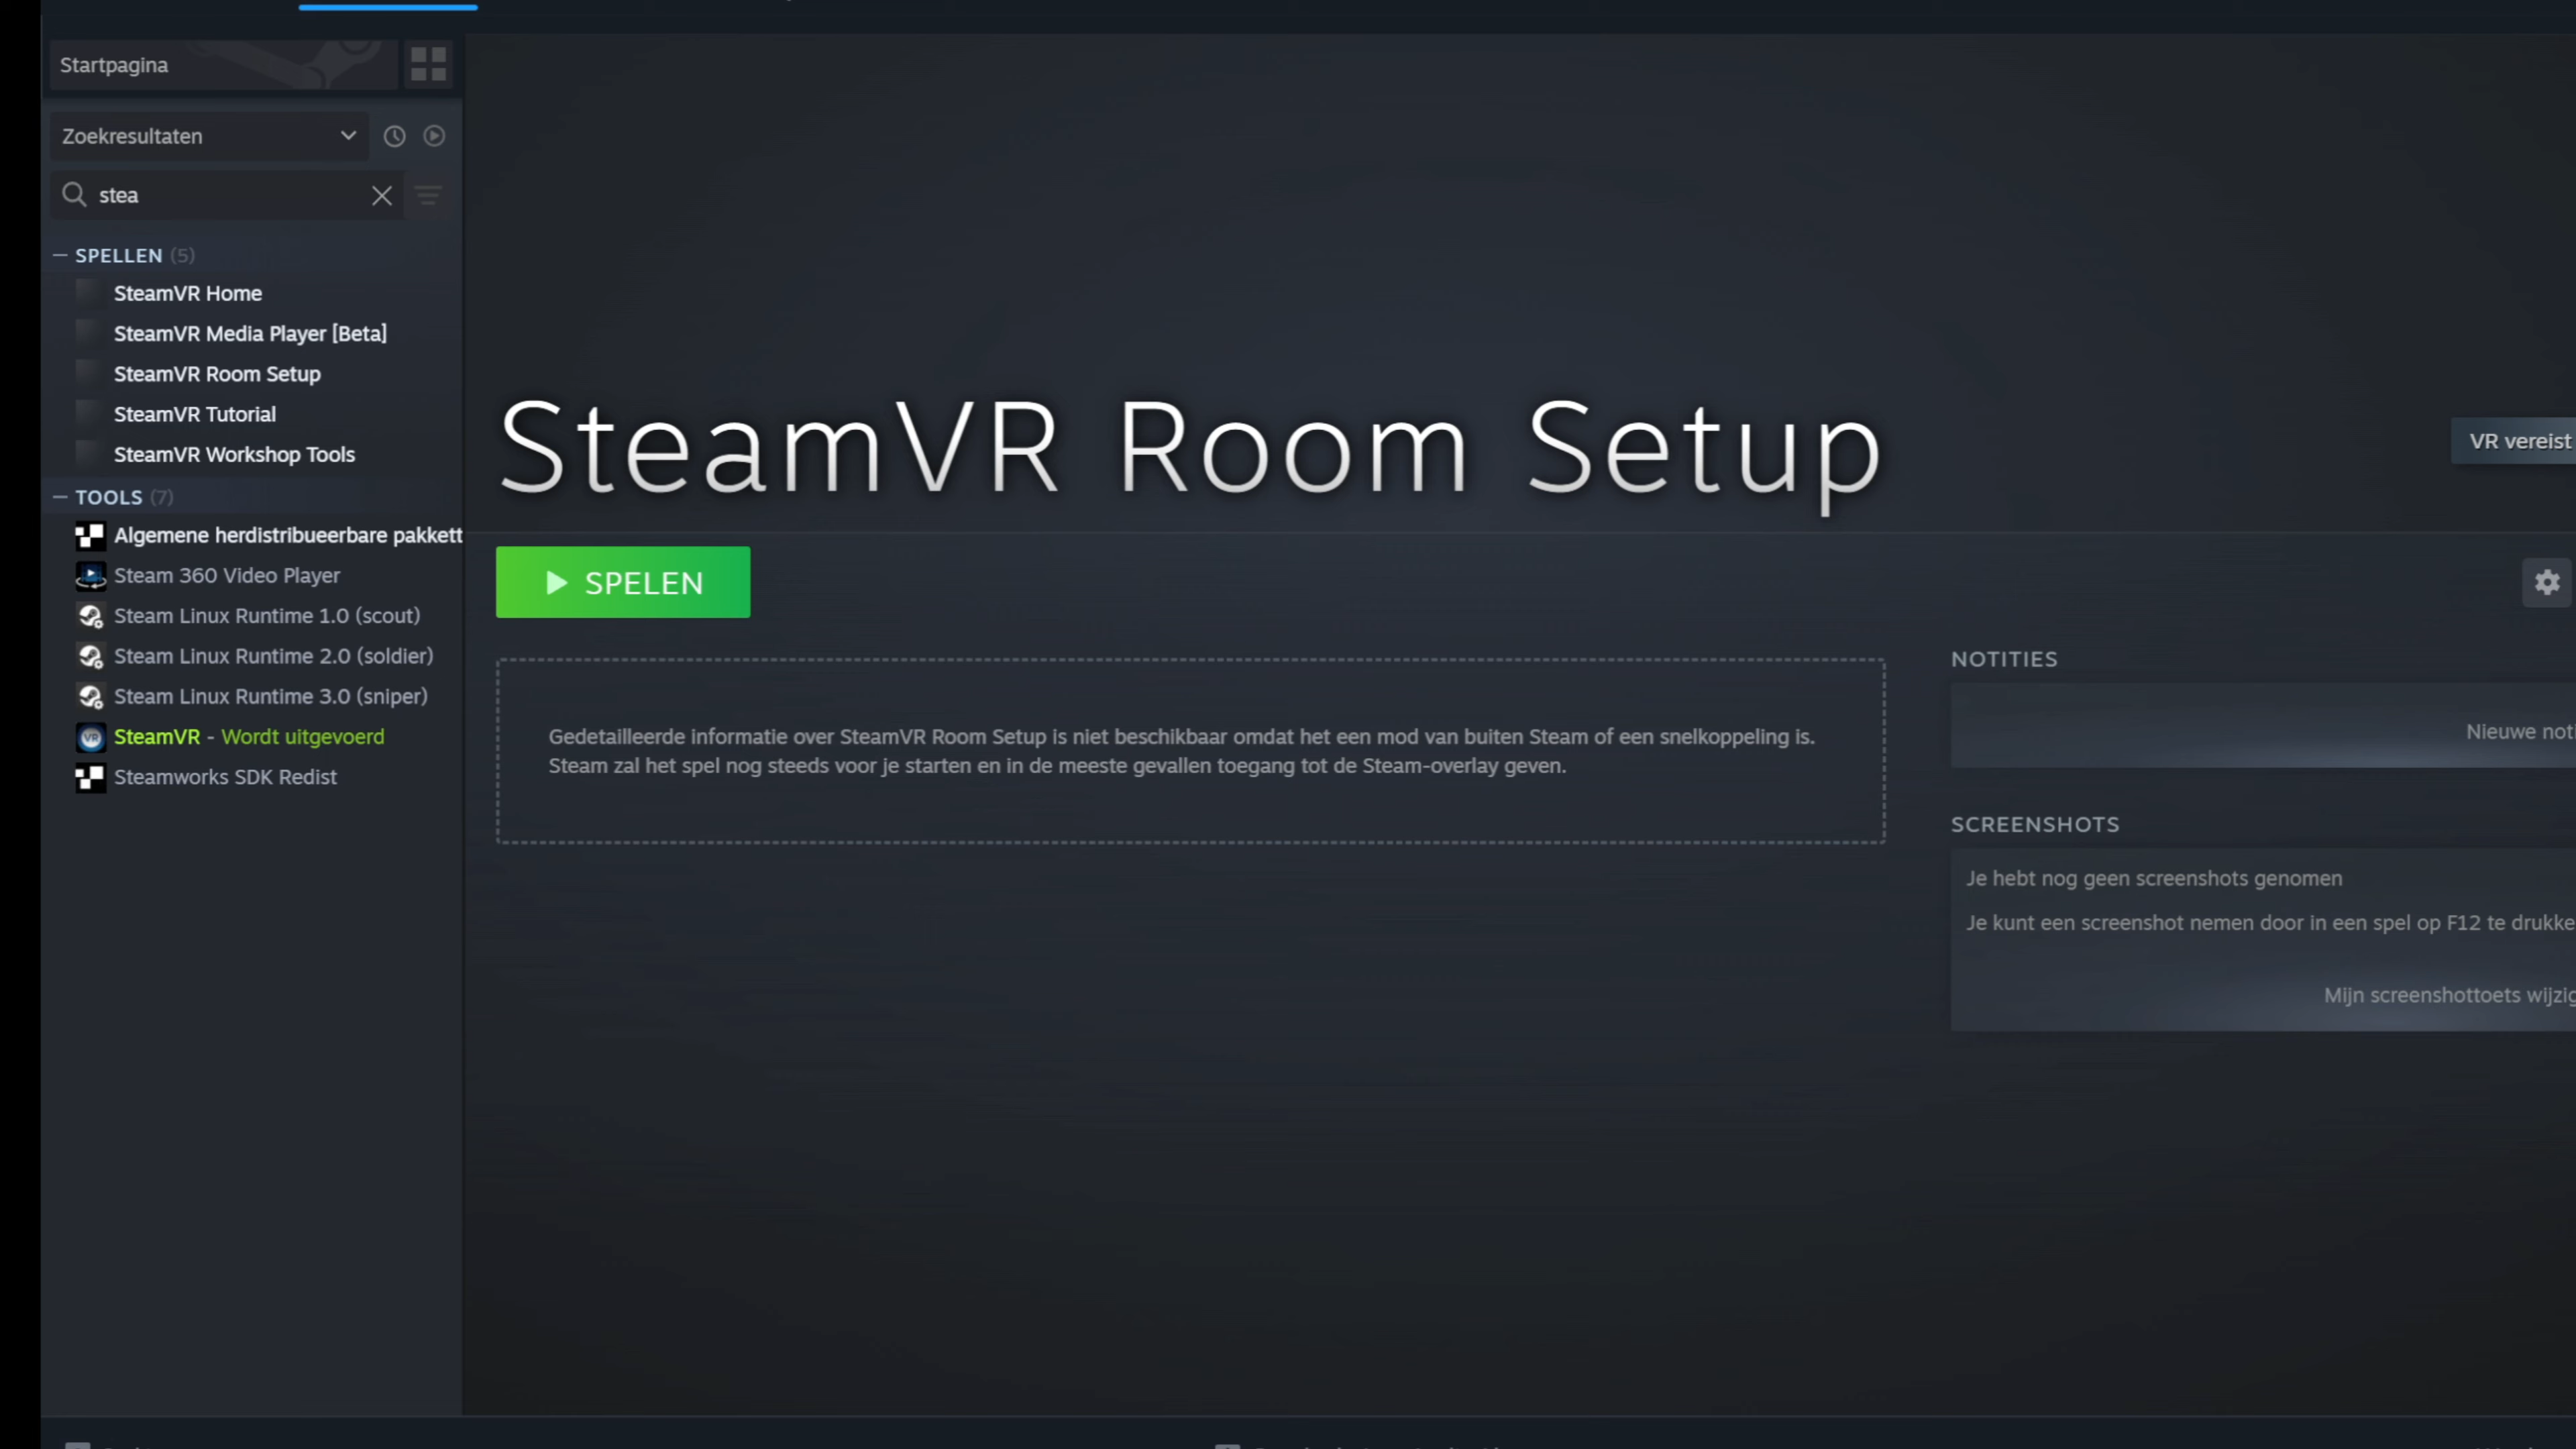 Startpagina
Zoekresultaten
stea
SPELLEN (5)
SteamVR Home
SteamVR Media Player [Beta]
SteamVR Room Setup
SteamVR Tutorial
SteamVR Workshop Tools
TOOLS (7)
Algemene herdistribueerbare pakkett
Steam 360 Video Player
Steam Linux Runtime 1.0 (scout)
Steam Linux Runtime 2.0 (soldier)
Steam Linux Runtime 3.0 (sniper)
SteamVR - Wordt uitgevoerd
Steamworks SDK Redist
SteamVR Room Setup
VR vereist
SPELEN
Gedetailleerde informatie over SteamVR Room Setup is niet beschikbaar omdat het een mod van buiten Steam of een snelkoppeling is.
Steam zal het spel nog steeds voor je starten en in de meeste gevallen toegang tot de Steam-overlay geven.
NOTITIES
Nieuwe noti
SCREENSHOTS
Je hebt nog geen screenshots genomen
Je kunt een screenshot nemen door in een spel op F12 te drukke
Mijn screenshottoets wijzig